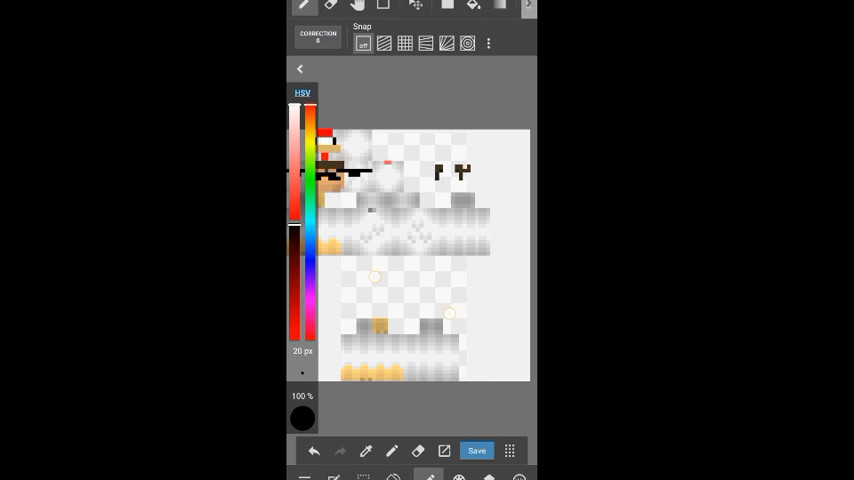 Snap
CORRECTION
0
off
HSV
20 px
100 %
Save